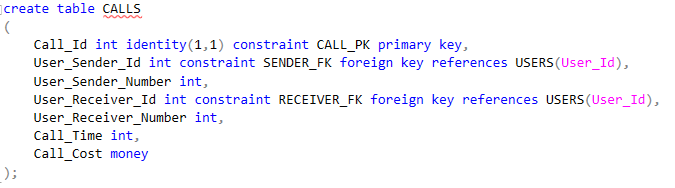 create table CALLS
(
Call_Id int identity(1,1) constraint CALL_PK primary key,
User_Sender_Id int constraint SENDER_FK foreign key references USERS(User_Id),
User_Sender_Number int,
User_Receiver_Id int constraint RECEIVER_FK foreign key references USERS(User_Id),
User_Receiver_Number int,
Call_Time int,
Call_Cost money
);